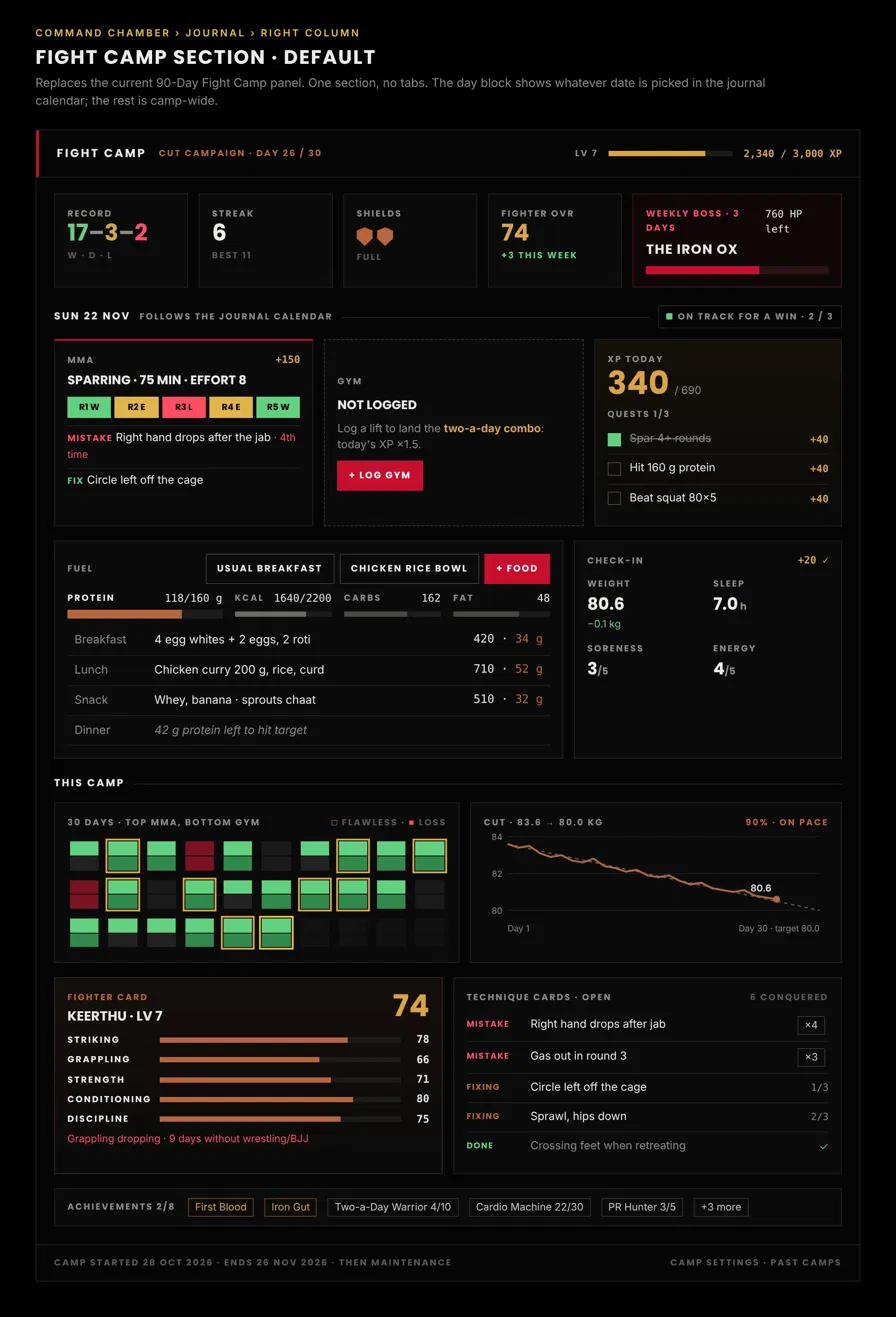 COMMAND CHAMBER › JOURNAL › RIGHT COLUMN
FIGHT CAMP SECTION · DEFAULT
Replaces the current 90-Day Fight Camp panel. One section, no tabs. The day block shows whatever date is picked in the journal
calendar; the rest is camp-wide.
FIGHT CAMP CUT CAMPAIGN · DAY 26 / 30 LV 7 2,340 / 3,000 XP
RECORD
17–3–2
W · D · L
STREAK
6
BEST 11
SHIELDS
FULL
FIGHTER OVR
74
+3 THIS WEEK
WEEKLY BOSS · 3
DAYS
760 HP
left
THE IRON OX
SUN 22 NOV FOLLOWS THE JOURNAL CALENDAR ON TRACK FOR A WIN · 2 / 3
MMA +150
SPARRING · 75 MIN · EFFORT 8
R1 W R2 E R3 L R4 E R5 W
MISTAKE Right hand drops after the jab · 4th
time
FIX Circle left off the cage
GYM
NOT LOGGED
Log a lift to land the two-a-day combo:
today's XP ×1.5.
+ LOG GYM
XP TODAY
340 / 690
QUESTS 1/3
Spar 4+ rounds +40
Hit 160 g protein +40
Beat squat 80×5 +40
FUEL USUAL BREAKFAST CHICKEN RICE BOWL + FOOD
PROTEIN 118/160 g KCAL 1640/2200 CARBS 162 FAT 48
Breakfast 4 egg whites + 2 eggs, 2 roti 420 · 34 g
Lunch Chicken curry 200 g, rice, curd 710 · 52 g
Snack Whey, banana · sprouts chaat 510 · 32 g
Dinner 42 g protein left to hit target
CHECK-IN +20 ✓
WEIGHT SLEEP
80.6 7.0 h
−0.1 kg
SORENESS ENERGY
3/5 4/5
THIS CAMP
30 DAYS · TOP MMA, BOTTOM GYM □ FLAWLESS · ■ LOSS
CUT · 83.6 → 80.0 KG 90% · ON PACE
84
82
80
80.6
Day 1 Day 30 · target 80.0
FIGHTER CARD
KEERTHU · LV 7
74
STRIKING 78
GRAPPLING 66
STRENGTH 71
CONDITIONING 80
DISCIPLINE 75
Grappling dropping · 9 days without wrestling/BJJ
TECHNIQUE CARDS · OPEN 6 CONQUERED
MISTAKE Right hand drops after jab ×4
MISTAKE Gas out in round 3 ×3
FIXING Circle left off the cage 1/3
FIXING Sprawl, hips down 2/3
DONE Crossing feet when retreating ✓
ACHIEVEMENTS 2/8 First Blood Iron Gut Two-a-Day Warrior 4/10 Cardio Machine 22/30 PR Hunter 3/5 +3 more
CAMP STARTED 28 OCT 2026 · ENDS 26 NOV 2026 · THEN MAINTENANCE CAMP SETTINGS · PAST CAMPS